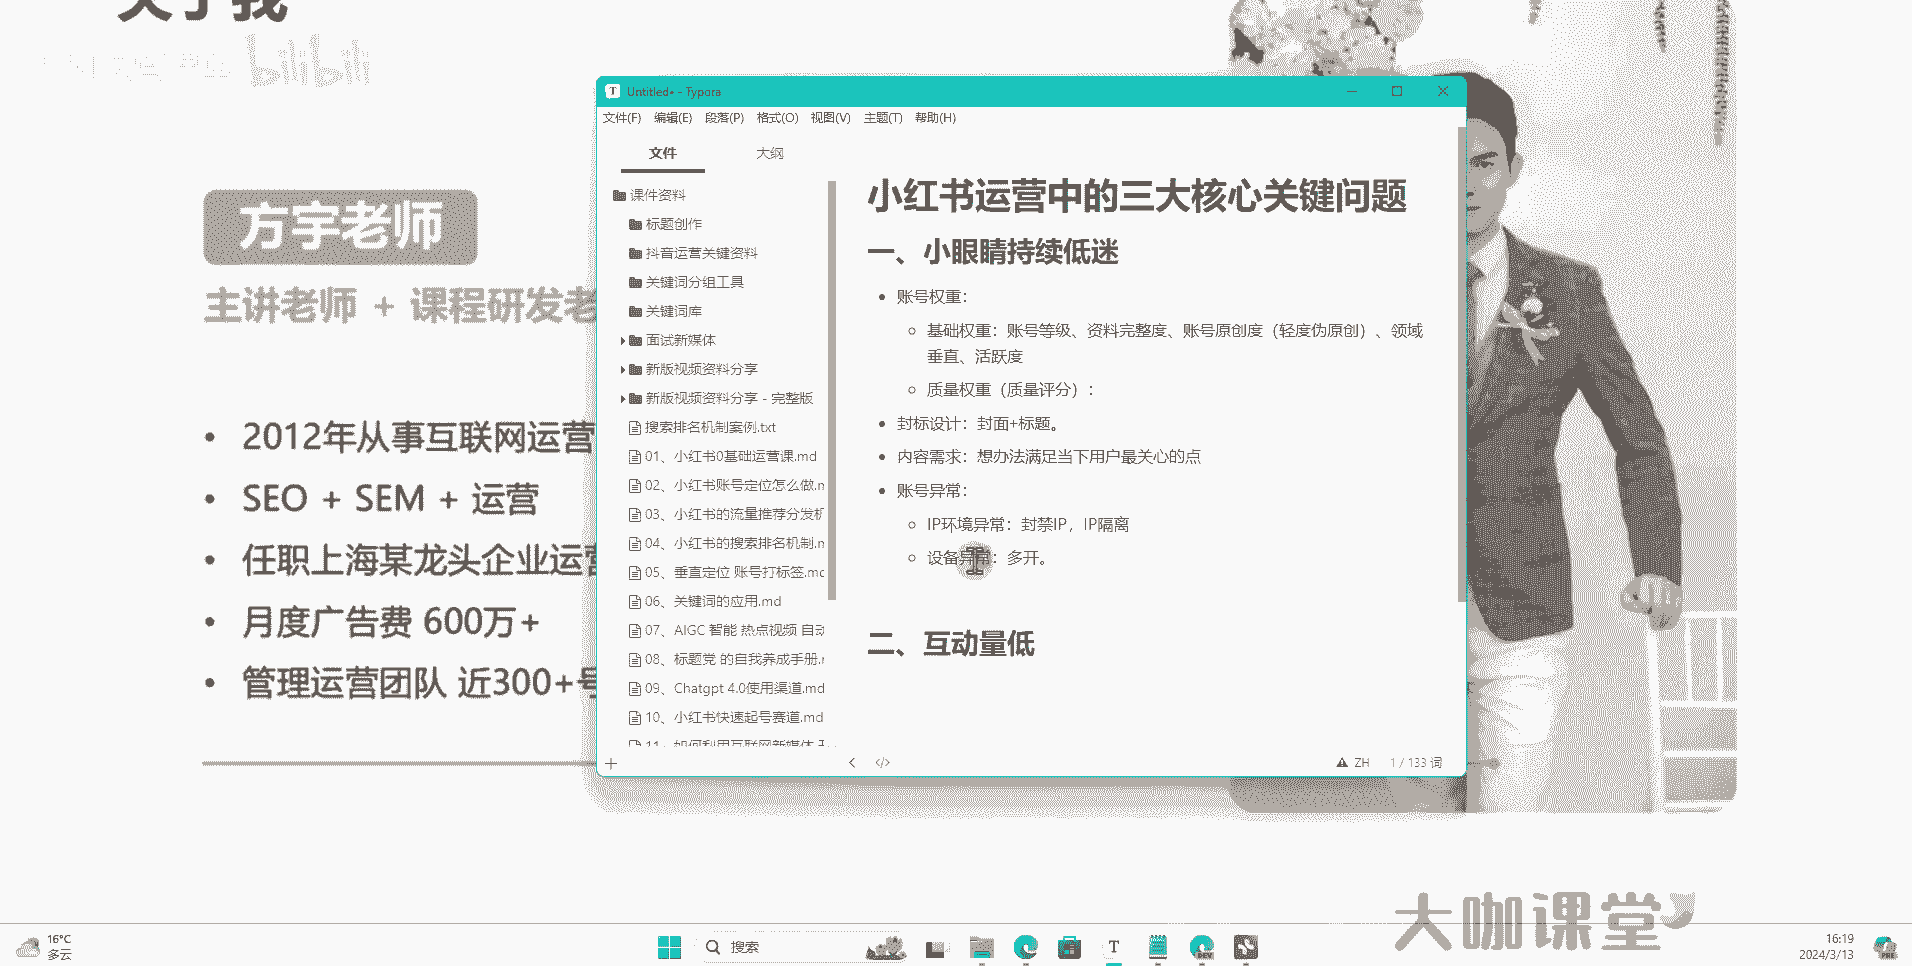 关于我
bilibili
方宇老师
主讲老师 + 课程研发老
2012年从事互联网运营
SEO + SEM + 运营
任职上海某龙头企业运营
月度广告费 600万+
管理运营团队 近300+号
Untitled• - Typora
文件(F) 编辑(E) 段落(P) 格式(O) 视图(V) 主题(T) 帮助(H)
文件 大纲
课件资料
标题创作
抖音运营关键资料
关键词分组工具
关键词库
面试新媒体
新版视频资料分享
新版视频资料分享 - 完整版
搜索排名机制案例.txt
01、小红书0基础运营课.md
02、小红书账号定位怎么做.m
03、小红书的流量推荐分发机
04、小红书的搜索排名机制.m
05、垂直定位 账号打标签.mc
06、关键词的应用.md
07、AIGC 智能 热点视频 自动
08、标题党 的自我养成手册.r
09、Chatgpt 4.0使用渠道.md
10、小红书快速起号赛道.md
11、如何利用互联网新媒体
小红书运营中的三大核心关键问题
一、小眼睛持续低迷
账号权重：
基础权重：账号等级、资料完整度、账号原创度（轻度伪原创）、领域
垂直、活跃度
质量权重（质量评分）：
封标设计：封面+标题。
内容需求：想办法满足当下用户最关心的点
账号异常：
IP环境异常：封禁IP，IP隔离
设备异常：多开。
二、互动量低
ZH 1 / 133 词
大咖课堂
16°C
多云
搜索
16:19
2024/3/13